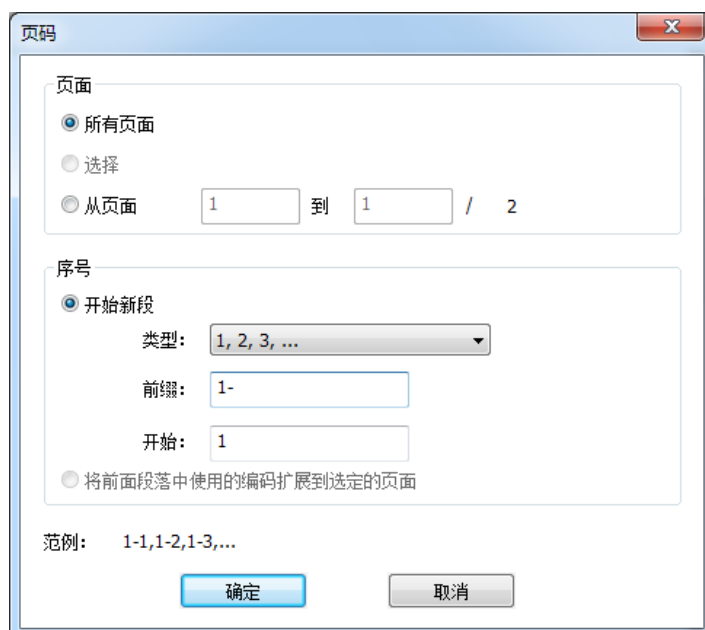 页码
页面
所有页面
选择
从页面 1 到 1 / 2
序号
开始新段
类型: 1, 2, 3, ...
前缀: 1-
开始: 1
将前面段落中使用的编码扩展到选定的页面
范例: 1-1,1-2,1-3,...
确定 取消